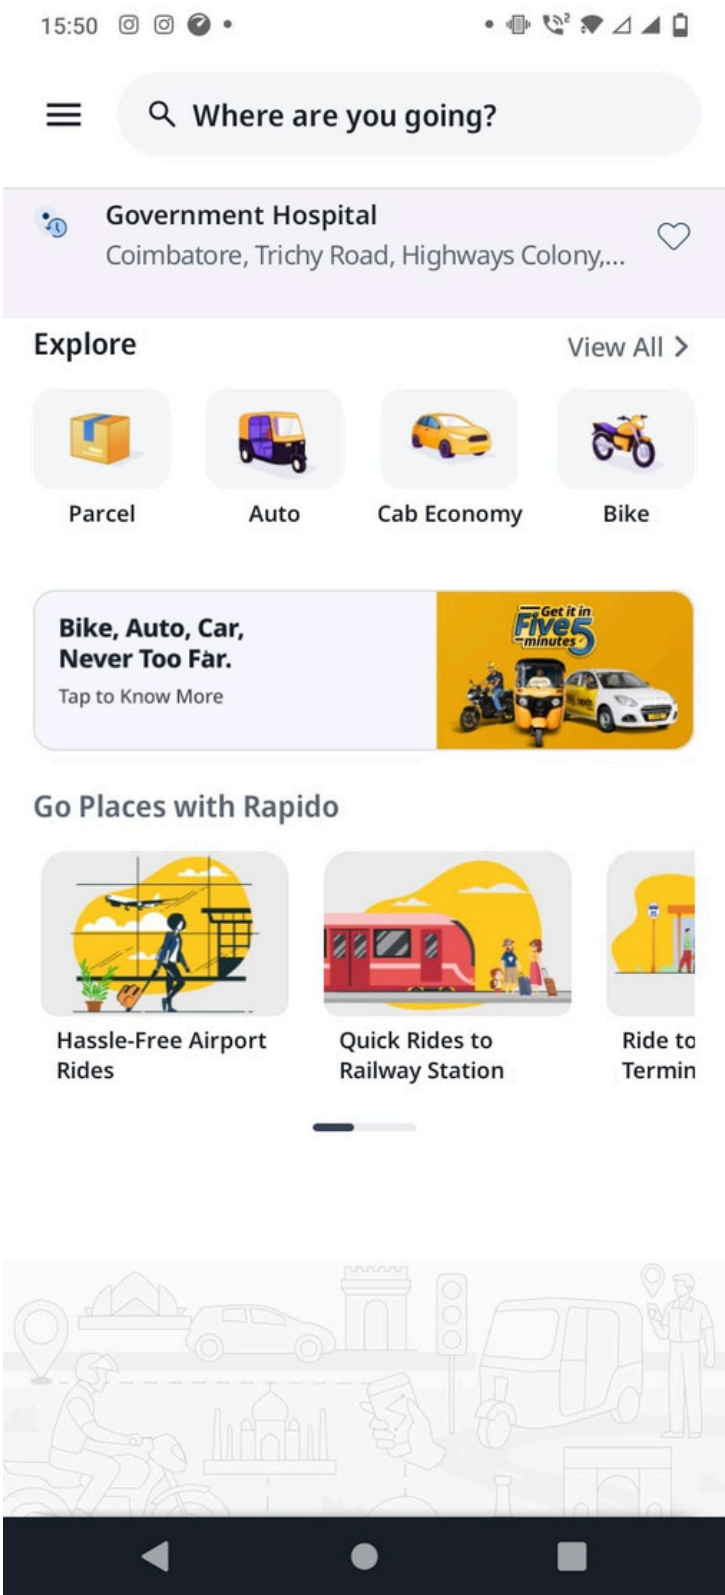 15:50
2
Where are you going?
Government Hospital
Coimbatore, Trichy Road, Highways Colony,...
Explore
View All
Parcel
Auto
Cab Economy
Bike
Bike, Auto, Car,
Never Too Far.
Tap to Know More
Get it in
Five 5
minutes
Go Places with Rapido
Hassle-Free Airport
Rides
Quick Rides to
Railway Station
Ride to
Termin